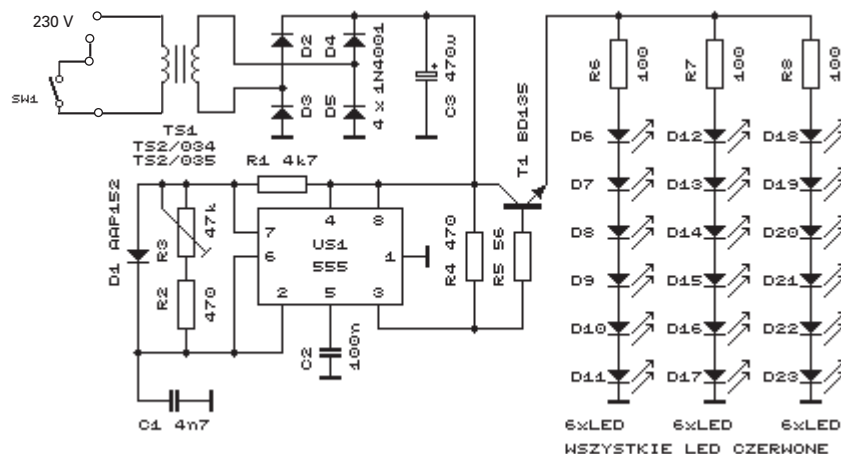 230 V
SW1
TS1
TS2/034
TS2/035
D2
D4
D3
D5
4 x 1N4001
C3 470u
+
T1 BD135
R1 4k7
D1 AAP152
R3
47k
R2
470
7
6
2
4
8
US1
555
1
5
3
R4 470
R5 56
C2
100n
C1 4n7
R6
100
R7
100
R8
100
D6
D12
D18
D7
D13
D19
D8
D14
D20
D9
D15
D21
D10
D16
D22
D11
D17
D23
6xLED
6xLED
6xLED
WSZYSTKIE LED CZERWONE